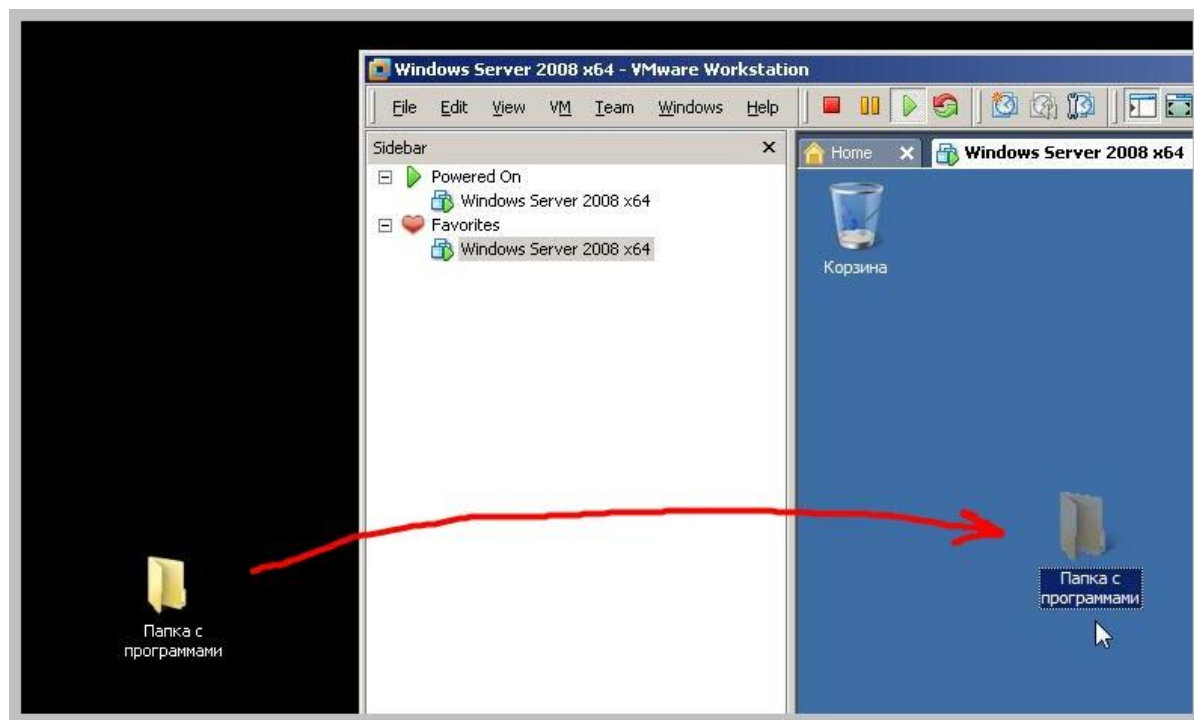 Windows Server 2008 x64 - VMware Workstation
File Edit View VM Team Windows Help
Sidebar
Home
Windows Server 2008 x64
Powered On
Windows Server 2008 x64
Favorites
Windows Server 2008 x64
Корзина
Папка с
программами
Папка с
программами